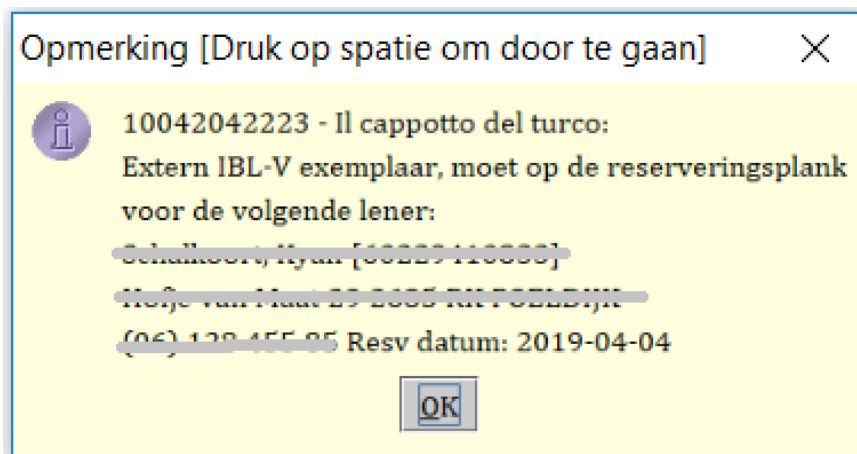 Opmerking [Druk op spatie om door te gaan]
10042042223 - Il cappotto del turco:
Extern IBL-V exemplaar, moet op de reserveringsplank
voor de volgende lener:
Resv datum: 2019-04-04
OK